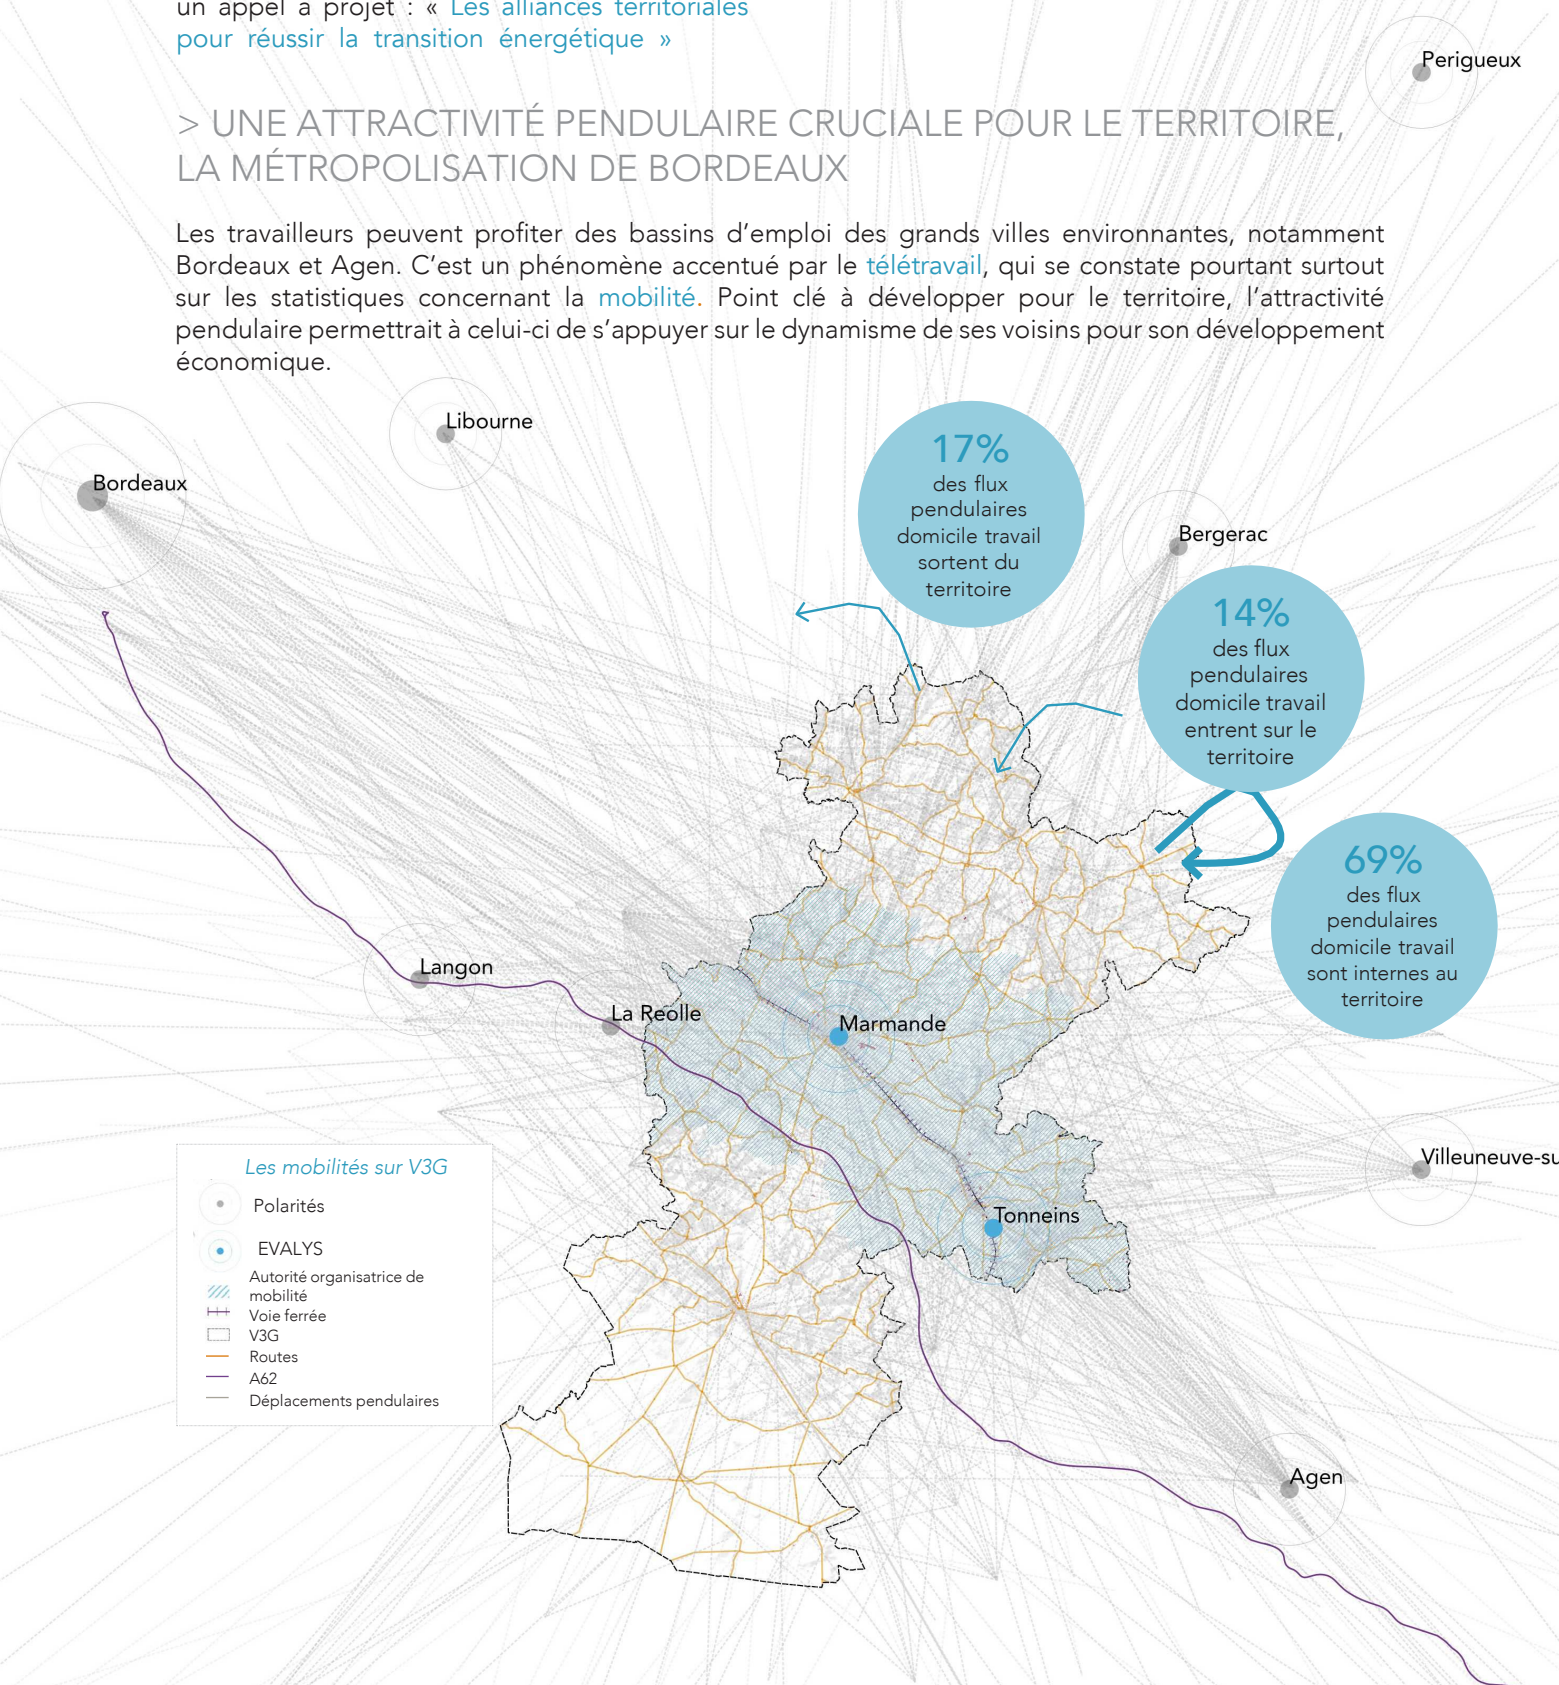 un appel à projet : « Les alliances territoriales
pour réussir la transition énergétique »
> UNE ATTRACTIVITÉ PENDULAIRE CRUCIALE POUR LE TERRITOIRE,
LA MÉTROPOLISATION DE BORDEAUX
Les travailleurs peuvent profiter des bassins d’emploi des grands villes environnantes, notamment
Bordeaux et Agen. C’est un phénomène accentué par le télétravail, qui se constate pourtant surtout
sur les statistiques concernant la mobilité. Point clé à développer pour le territoire, l’attractivité
pendulaire permettrait à celui-ci de s’appuyer sur le dynamisme de ses voisins pour son développement
économique.
Perigueux
Libourne
Bordeaux
17%
des flux
pendulaires
domicile travail
sortent du
territoire
Bergerac
14%
des flux
pendulaires
domicile travail
entrent sur le
territoire
69%
des flux
pendulaires
domicile travail
sont internes au
territoire
Langon
La Reolle
Marmande
Villeuneuve-su
Tonneins
Agen
Les mobilités sur V3G
Polarités
EVALYS
Autorité organisatrice de
mobilité
Voie ferrée
V3G
Routes
A62
Déplacements pendulaires